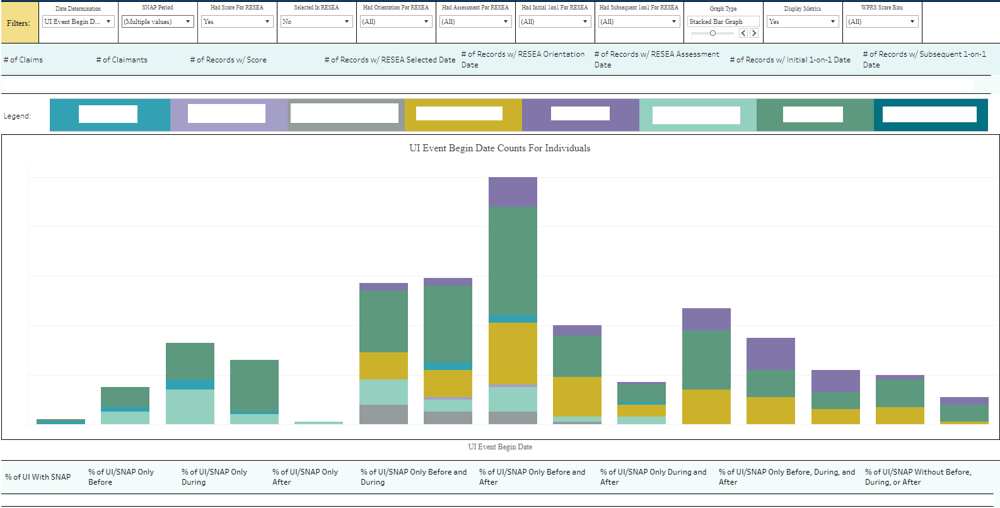 Filters:
Date Determination
UI Event Begin D...
SNAP Period
(Multiple values)
Had Score For RESEA
Yes
Selected In RESEA
No
Had Orientation For RESEA
(All)
Had Assessment For RESEA
(All)
Had Initial 1on1 For RESEA
(All)
Had Subsequent 1on1 For RESEA
(All)
Graph Type
Stacked Bar Graph
Display Metrics
Yes
WPRS Score Bins
(All)
# of Claims
# of Claimants
# of Records w/ Score
# of Records w/ RESEA Selected Date
# of Records w/ RESEA Orientation
Date
# of Records w/ RESEA Assessment
Date
# of Records w/ Initial 1-on-1 Date
# of Records w/ Subsequent 1-on-1
Date
Legend:
UI Event Begin Date Counts For Individuals
UI Event Begin Date
% of UI With SNAP
% of UI/SNAP Only
Before
% of UI/SNAP Only
During
% of UI/SNAP Only
After
% of UI/SNAP Only Before and
During
% of UI/SNAP Only Before and
After
% of UI/SNAP Only During and
After
% of UI/SNAP Only Before, During, and
After
% of UI/SNAP Without Before,
During, or After